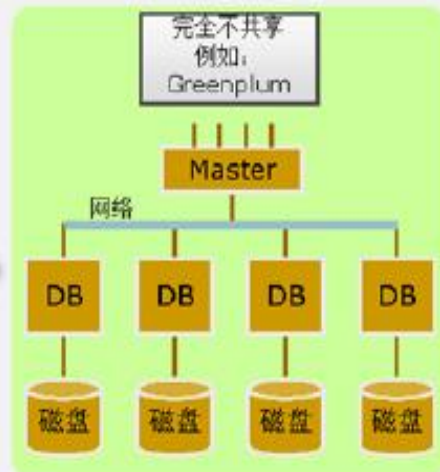 完全不共享
例如：
Greenplum
Master
网络
DB DB DB DB
磁盘 磁盘 磁盘 磁盘